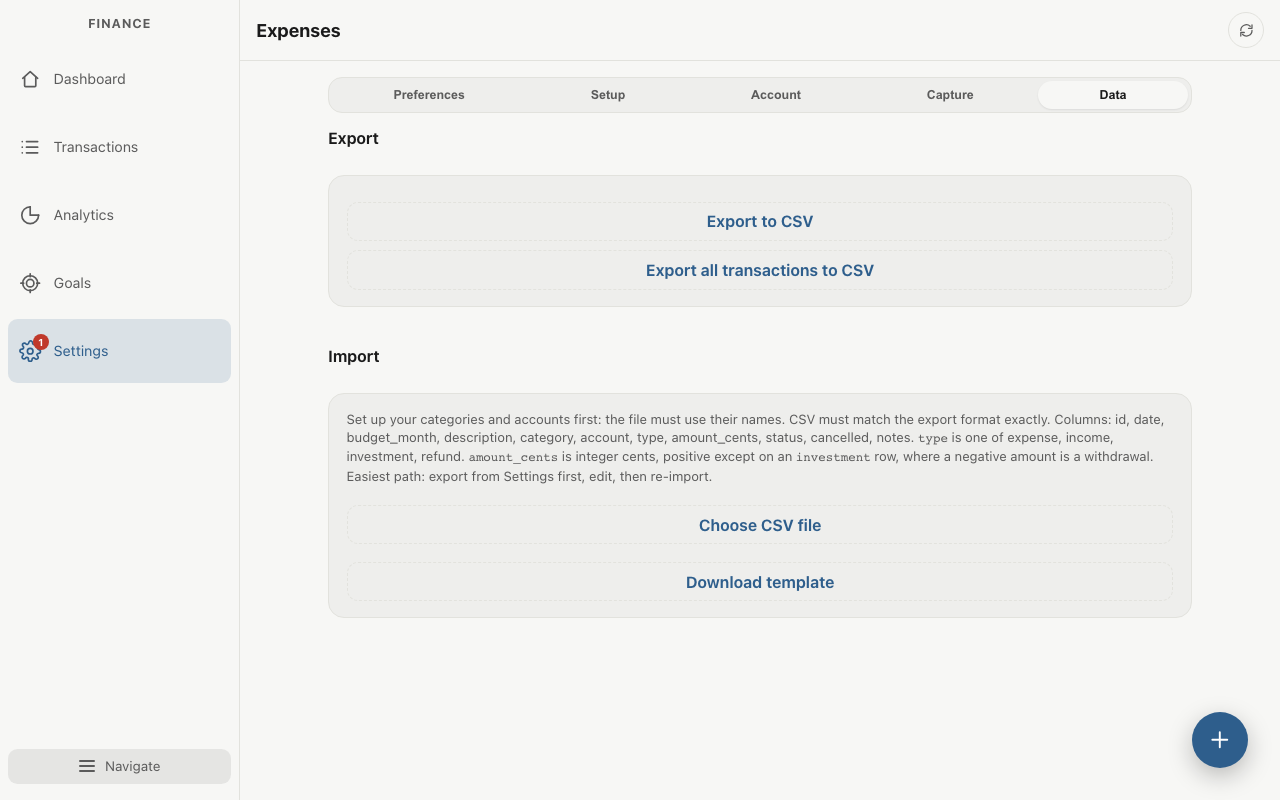 FINANCE
Dashboard
Transactions
Analytics
Goals
1
Settings
Navigate
Expenses
Preferences
Setup
Account
Capture
Data
Export
Export to CSV
Export all transactions to CSV
Import
Set up your categories and accounts first: the file must use their names. CSV must match the export format exactly. Columns: id, date,
budget_month, description, category, account, type, amount_cents, status, cancelled, notes. type is one of expense, income,
investment, refund. amount_cents is integer cents, positive except on an investment row, where a negative amount is a withdrawal.
Easiest path: export from Settings first, edit, then re-import.
Choose CSV file
Download template